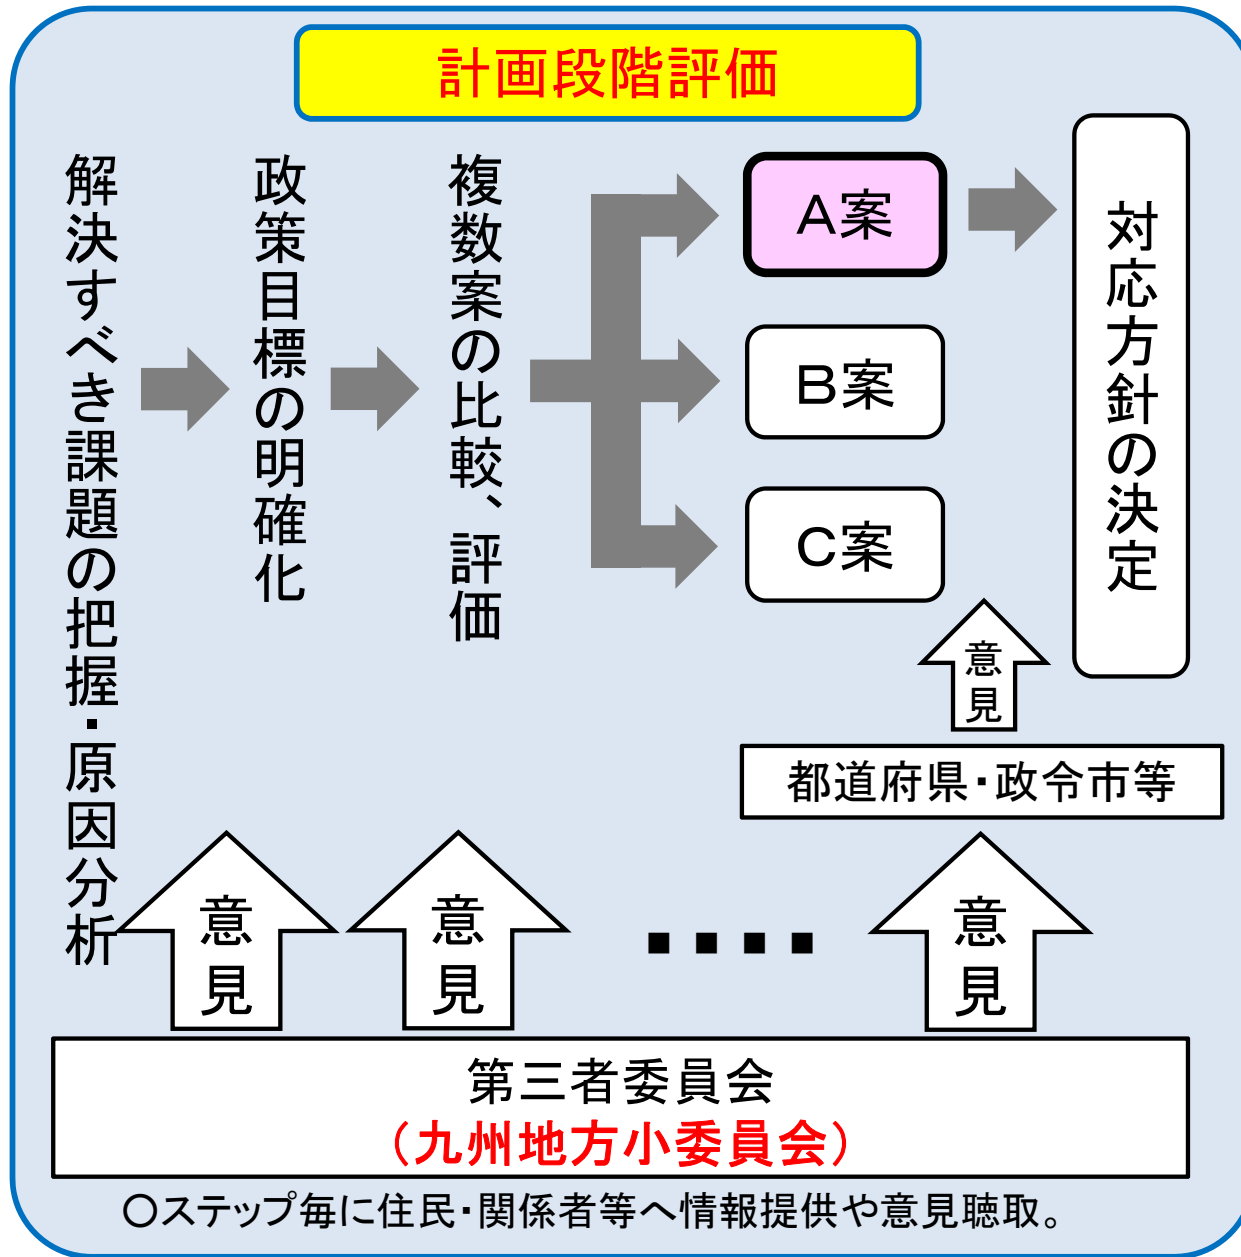 計画段階評価
解決すべき課題の把握・原因分析
政策目標の明確化
複数案の比較、評価
A案
B案
C案
対応方針の決定
意見
都道府県・政令市等
意見
意見
・・・・
意見
第三者委員会
（九州地方小委員会）
○ステップ毎に住民・関係者等へ情報提供や意見聴取。